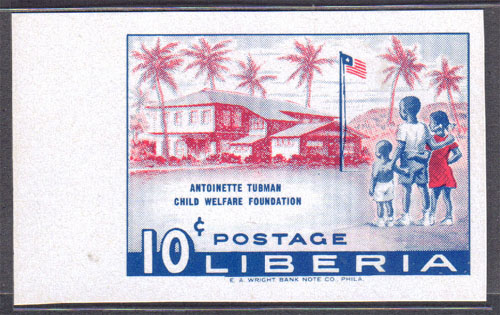 ANTOINETTE TUBMAN
CHILD WELFARE FOUNDATION
10¢ POSTAGE
LIBERIA
E. A. WRIGHT BANK NOTE CO., PHILA.